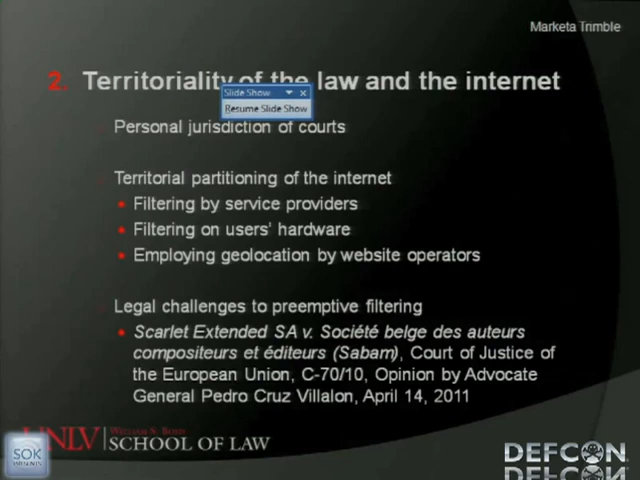 Marketa Trimble
2. Territoriality of the law and the internet
Slide Show
Resume Slide Show
Personal jurisdiction of courts
Territorial partitioning of the internet
Filtering by service providers
Filtering on users' hardware
Employing geolocation by website operators
Legal challenges to preemptive filtering
Scarlet Extended SA v. Société belge des auteurs
compositeurs et éditeurs (Sabam), Court of Justice of
the European Union, C-70/10, Opinion by Advocate
General Pedro Cruz Villalon, April 14, 2011
UNLV
WILLIAM S. BOYD
SCHOOL OF LAW
SOK
PRESENTS
DEFCON